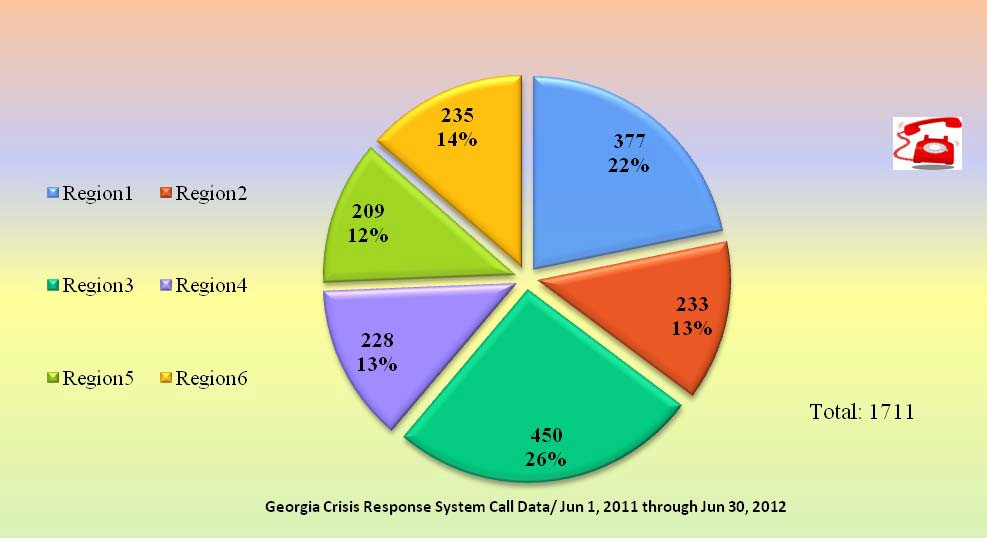 235
14%
377
22%
Region1 Region2
209
12%
Region3 Region4
233
13%
228
13%
Region5 Region6
Total: 1711
450
26%
Georgia Crisis Response System Call Data/ Jun 1, 2011 through Jun 30, 2012